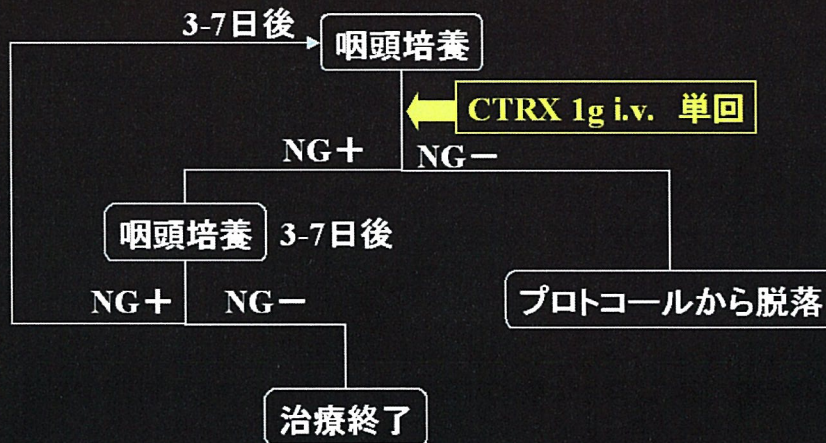 3-7日後
咽頭培養
CTRX 1g i.v. 単回
NG＋ NG－
咽頭培養 3-7日後
NG＋ NG－
プロトコールから脱落
治療終了